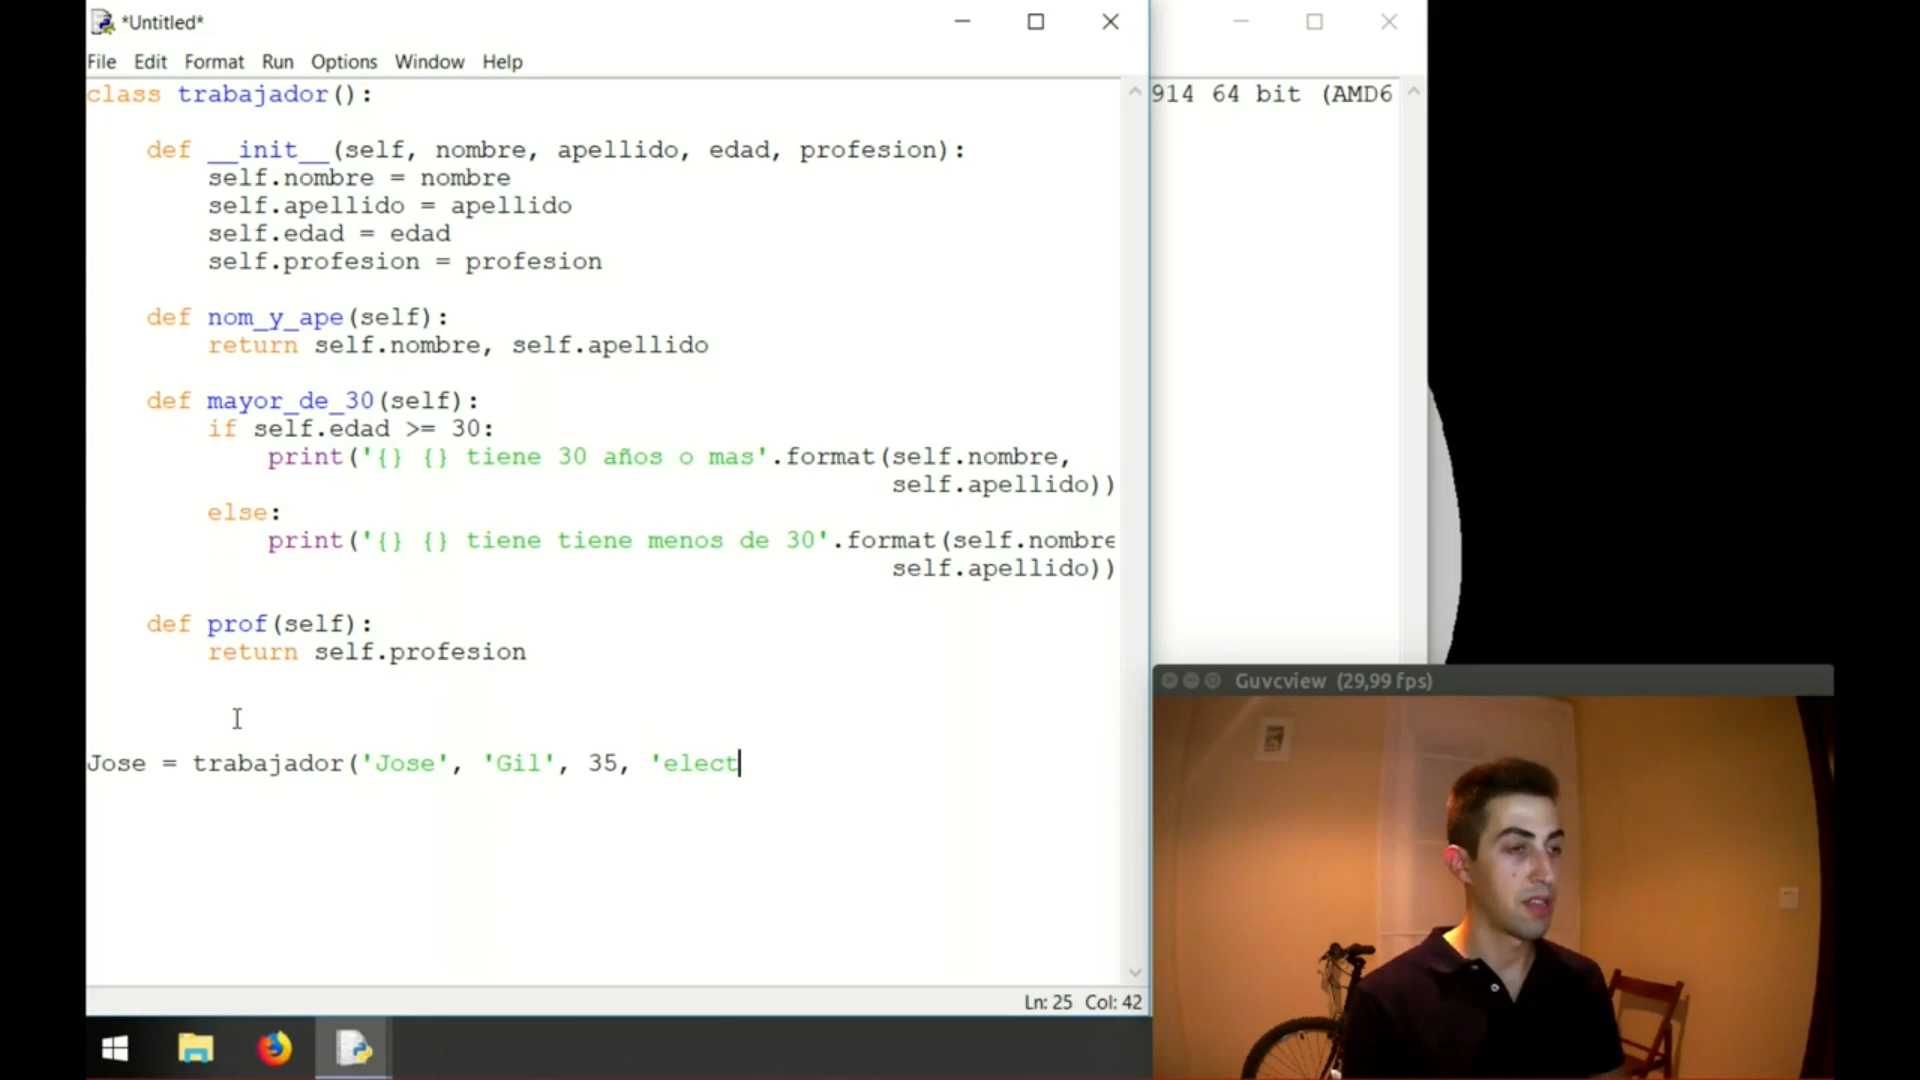 *Untitled*
File Edit Format Run Options Window Help
class trabajador():
def __init__(self, nombre, apellido, edad, profesion):
self.nombre = nombre
self.apellido = apellido
self.edad = edad
self.profesion = profesion
def nom_y_ape(self):
return self.nombre, self.apellido
def mayor_de_30(self):
if self.edad >= 30:
print('{} {} tiene 30 años o mas'.format(self.nombre,
self.apellido))
else:
print('{} {} tiene tiene menos de 30'.format(self.nombre
self.apellido))
def prof(self):
return self.profesion
Jose = trabajador('Jose', 'Gil', 35, 'elect
Ln: 25 Col: 42
914 64 bit (AMD6
Guvcview (29,99 fps)